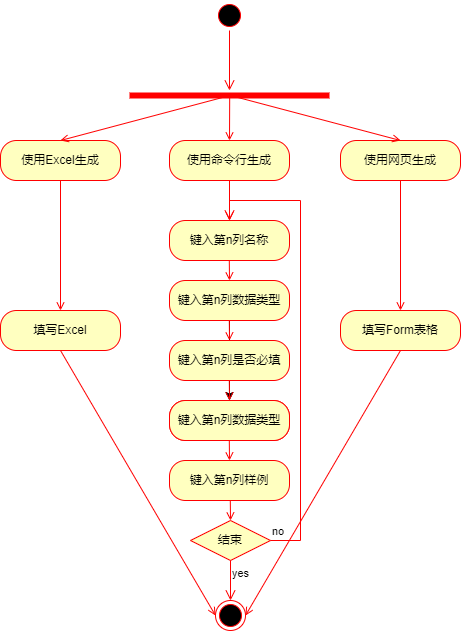 使用Excel生成
使用命令行生成
使用网页生成
键入第n列名称
键入第n列数据类型
填写Excel
填写Form表格
键入第n列是否必填
键入第n列数据类型
键入第n列样例
结束
no
yes